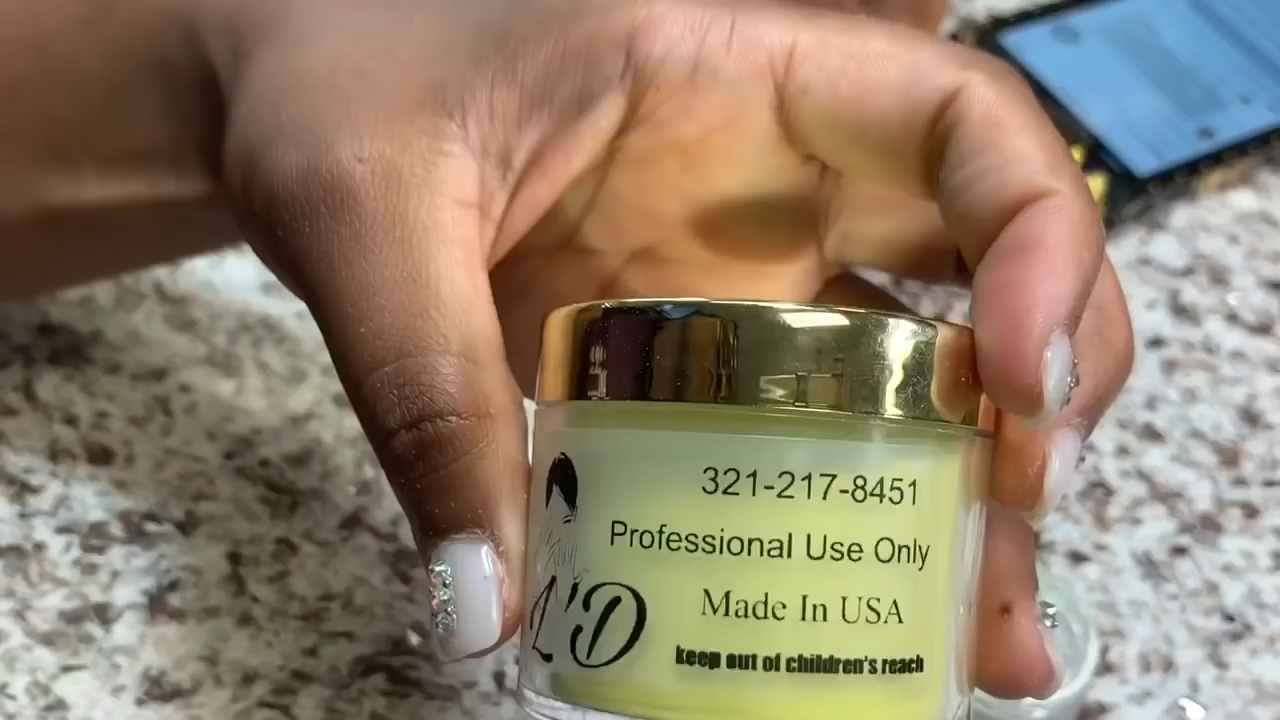 321-217-8451
Professional Use Only
Made In USA
L'D
keep out of children's reach